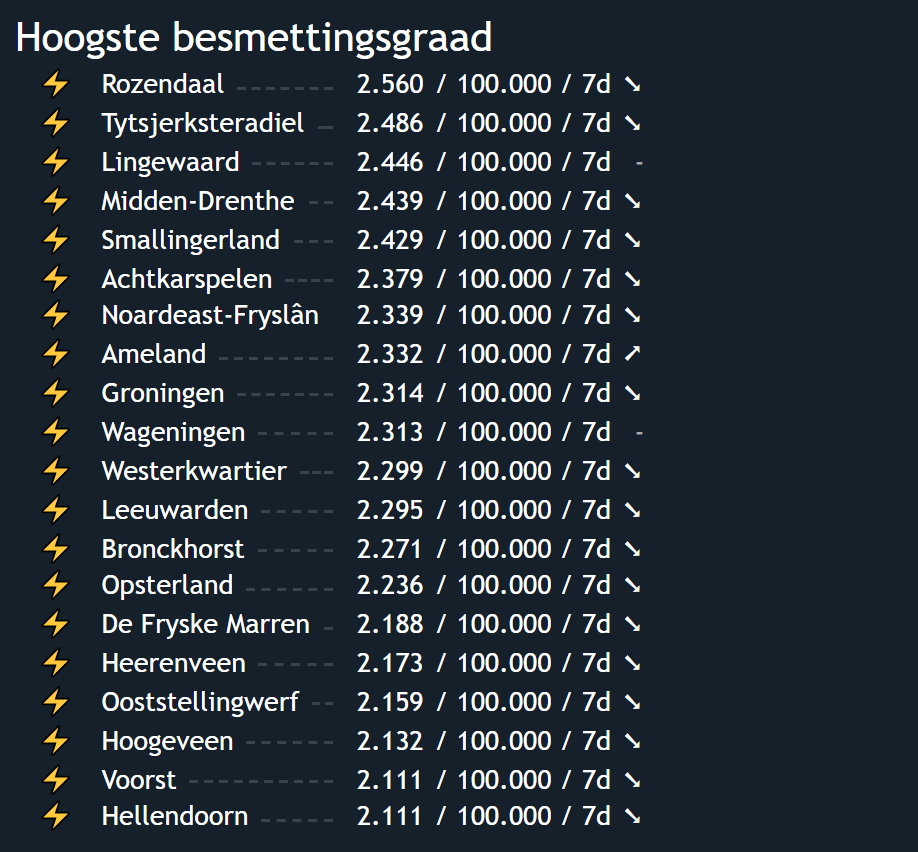 Hoogste besmettingsgraad
⚡ Rozendaal ------- 2.560 / 100.000 / 7d ➘
⚡ Tytsjerksteradiel - 2.486 / 100.000 / 7d ➘
⚡ Lingewaard ------ 2.446 / 100.000 / 7d -
⚡ Midden-Drenthe -- 2.439 / 100.000 / 7d ➘
⚡ Smallingerland --- 2.429 / 100.000 / 7d ➘
⚡ Achtkarspelen ---- 2.379 / 100.000 / 7d ➘
⚡ Noardeast-Fryslân 2.339 / 100.000 / 7d ➘
⚡ Ameland -------- 2.332 / 100.000 / 7d ➚
⚡ Groningen ------- 2.314 / 100.000 / 7d ➘
⚡ Wageningen ------ 2.313 / 100.000 / 7d -
⚡ Westerkwartier --- 2.299 / 100.000 / 7d ➘
⚡ Leeuwarden ----- 2.295 / 100.000 / 7d ➘
⚡ Bronckhorst ------ 2.271 / 100.000 / 7d ➘
⚡ Opsterland ------ 2.236 / 100.000 / 7d ➘
⚡ De Fryske Marren - 2.188 / 100.000 / 7d ➘
⚡ Heerenveen ------ 2.173 / 100.000 / 7d ➘
⚡ Ooststellingwerf -- 2.159 / 100.000 / 7d ➘
⚡ Hoogeveen ------ 2.132 / 100.000 / 7d ➘
⚡ Voorst ---------- 2.111 / 100.000 / 7d ➘
⚡ Hellendoorn ----- 2.111 / 100.000 / 7d ➘